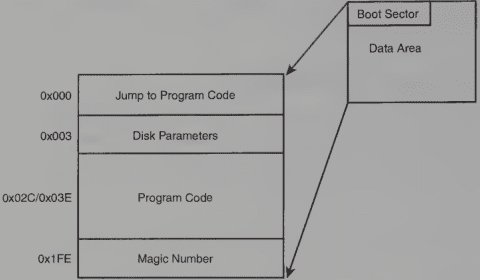 Boot Sector
Data Area
0x000 Jump to Program Code
0x003 Disk Parameters
0x02C/0x03E Program Code
0x1FE Magic Number